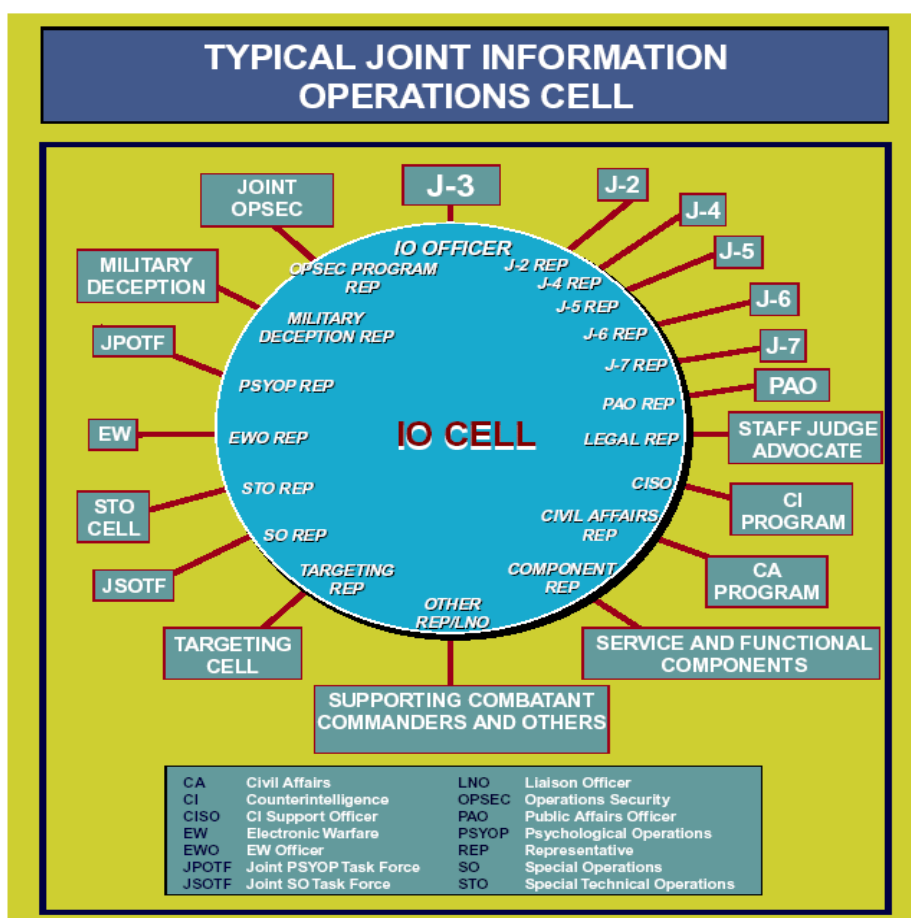 TYPICAL JOINT INFORMATION
OPERATIONS CELL
J-3
JOINT
OPSEC
MILITARY
DECEPTION
JPOTF
EW
STO
CELL
JSOTF
TARGETING
CELL
SUPPORTING COMBATANT
COMMANDERS AND OTHERS
J-2
J-4
J-5
J-6
J-7
PAO
STAFF JUDGE
ADVOCATE
CI
PROGRAM
CA
PROGRAM
SERVICE AND FUNCTIONAL
COMPONENTS
IO OFFICER
OPSEC PROGRAM
REP
MILITARY
DECEPTION REP
PSYOP REP
EWO REP
STO REP
SO REP
TARGETING
REP
OTHER
REP/LNO
J-2 REP
J-4 REP
J-5 REP
J-6 REP
J-7 REP
PAO REP
LEGAL REP
CISO
CIVIL AFFAIRS
REP
COMPONENT
REP
IO CELL
CA Civil Affairs
CI Counterintelligence
CISO CI Support Officer
EW Electronic Warfare
EWO EW Officer
JPOTF Joint PSYOP Task Force
JSOTF Joint SO Task Force
LNO Liaison Officer
OPSEC Operations Security
PAO Public Affairs Officer
PSYOP Psychological Operations
REP Representative
SO Special Operations
STO Special Technical Operations